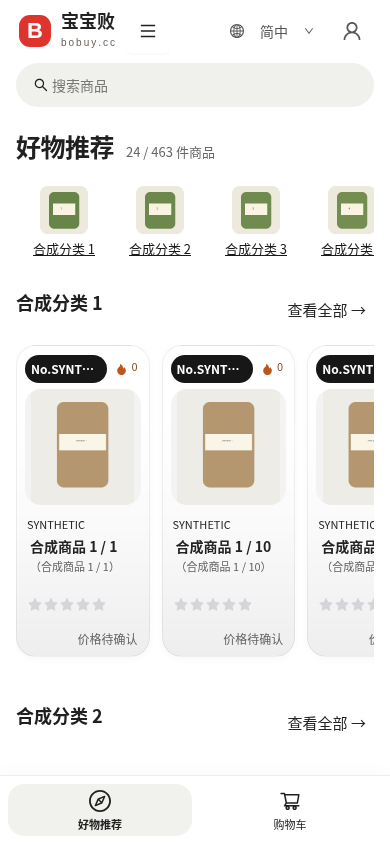 B 宝宝败
bobuy.cc
简中
搜索商品
好物推荐 24 / 463 件商品
合成分类 1 合成分类 2 合成分类 3 合成分类
合成分类 1 查看全部 →
No.SYNT··· 0 No.SYNT··· 0 No.SYNT
SYNTHETIC SYNTHETIC SYNTHETIC
合成商品 1 / 1 合成商品 1 / 10 合成商品
（合成商品 1 / 1） （合成商品 1 / 10） （合成商品
价格待确认 价格待确认
合成分类 2 查看全部 →
好物推荐 购物车